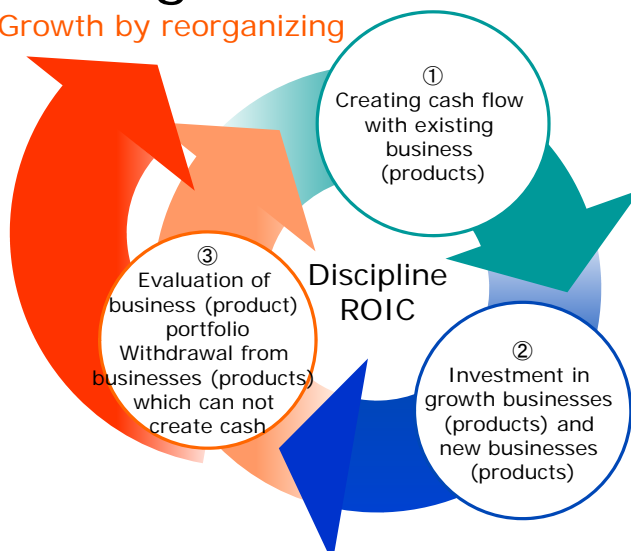 Growth by reorganizing
①
Creating cash flow
with existing
business
(products)
Discipline
ROIC
②
Investment in
growth businesses
(products) and
new businesses
(products)
③
Evaluation of
business (product)
portfolio
Withdrawal from
businesses (products)
which can not
create cash